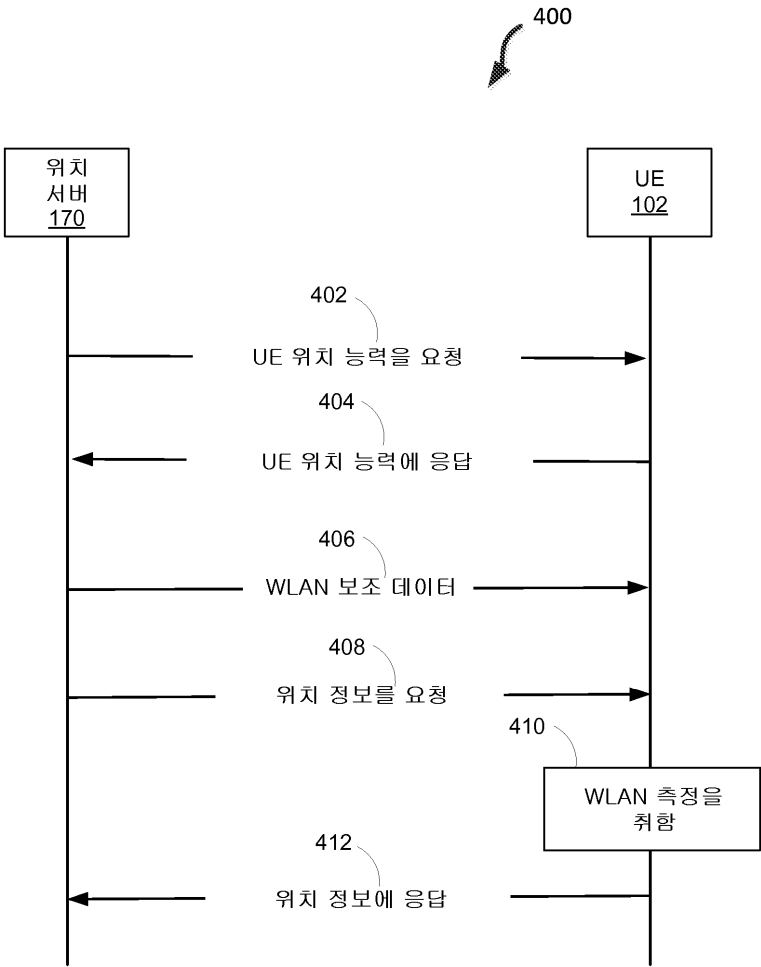 400
위치
서버
170
UE
102
402
UE 위치 능력을 요청
404
UE 위치 능력에 응답
406
WLAN 보조 데이터
408
위치 정보를 요청
410
WLAN 측정을
취함
412
위치 정보에 응답